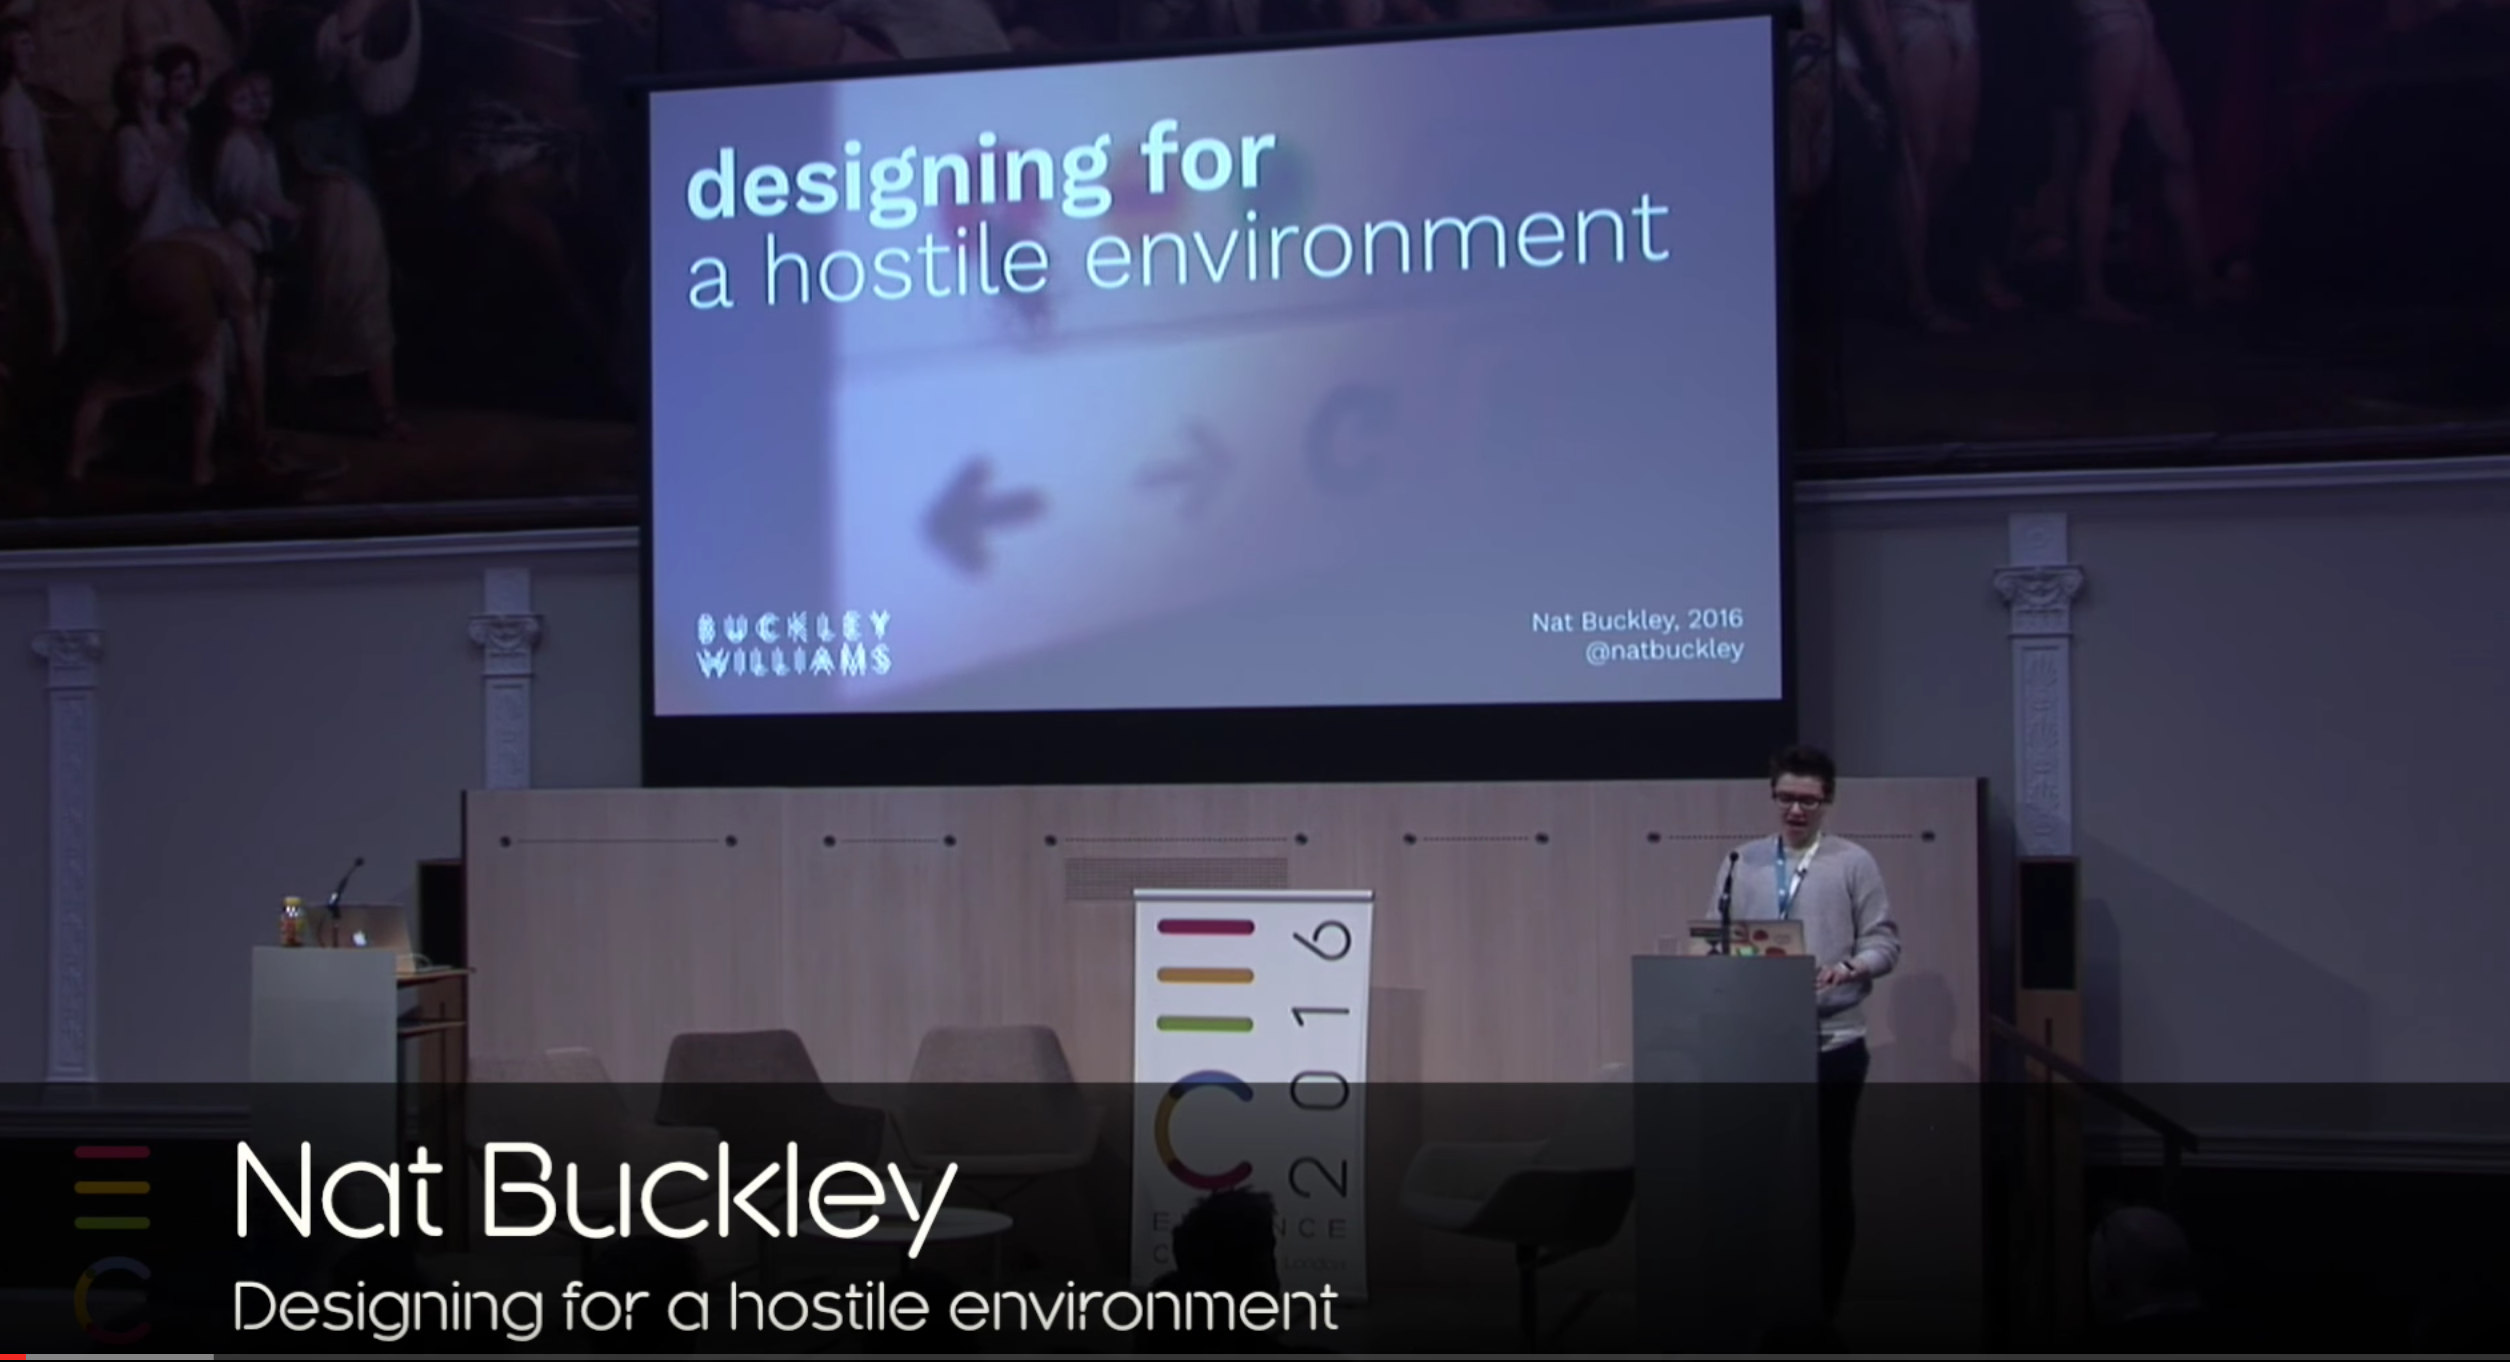 designing for
a hostile environment
BUCKLEY
WILLIAMS
Nat Buckley, 2016
@natbuckley
2016
Nat Buckley
Designing for a hostile environment